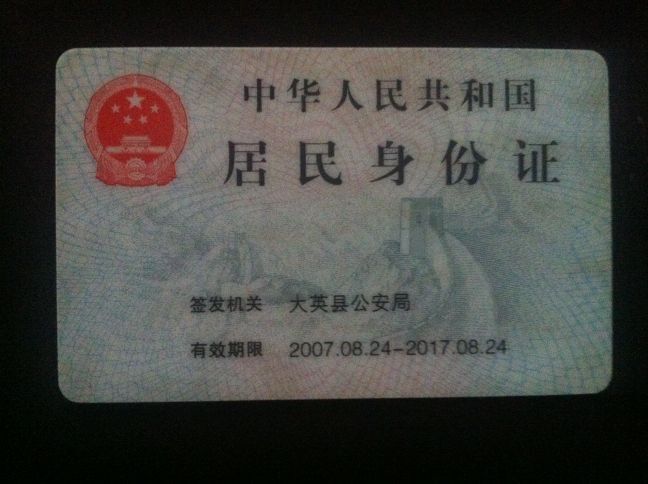 中华人民共和国
居民身份证
签发机关 大英县公安局
有效期限 2007.08.24-2017.08.24